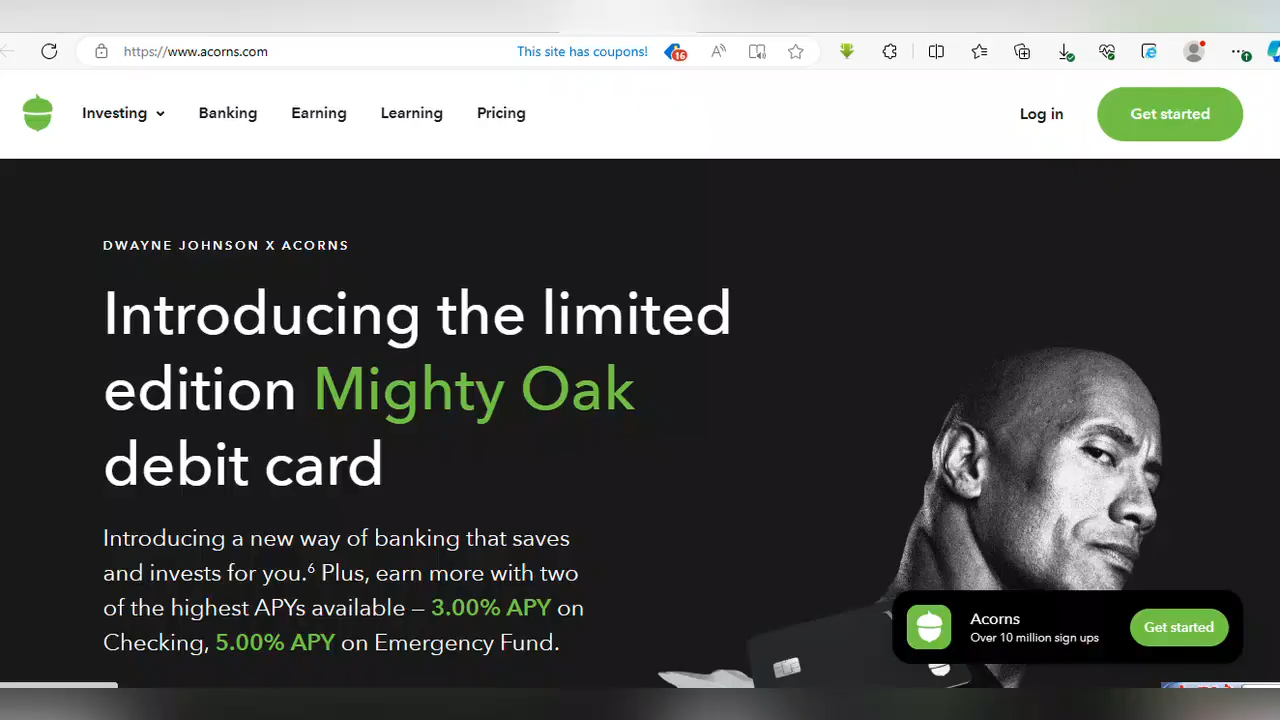 https://www.acorns.com
This site has coupons!
16
Investing
Banking
Earning
Learning
Pricing
Log in
Get started
DWAYNE JOHNSON X ACORNS
Introducing the limited
edition Mighty Oak
debit card
Introducing a new way of banking that saves
and invests for you.⁶ Plus, earn more with two
of the highest APYs available — 3.00% APY on
Checking, 5.00% APY on Emergency Fund.
Acorns
Over 10 million sign ups
Get started